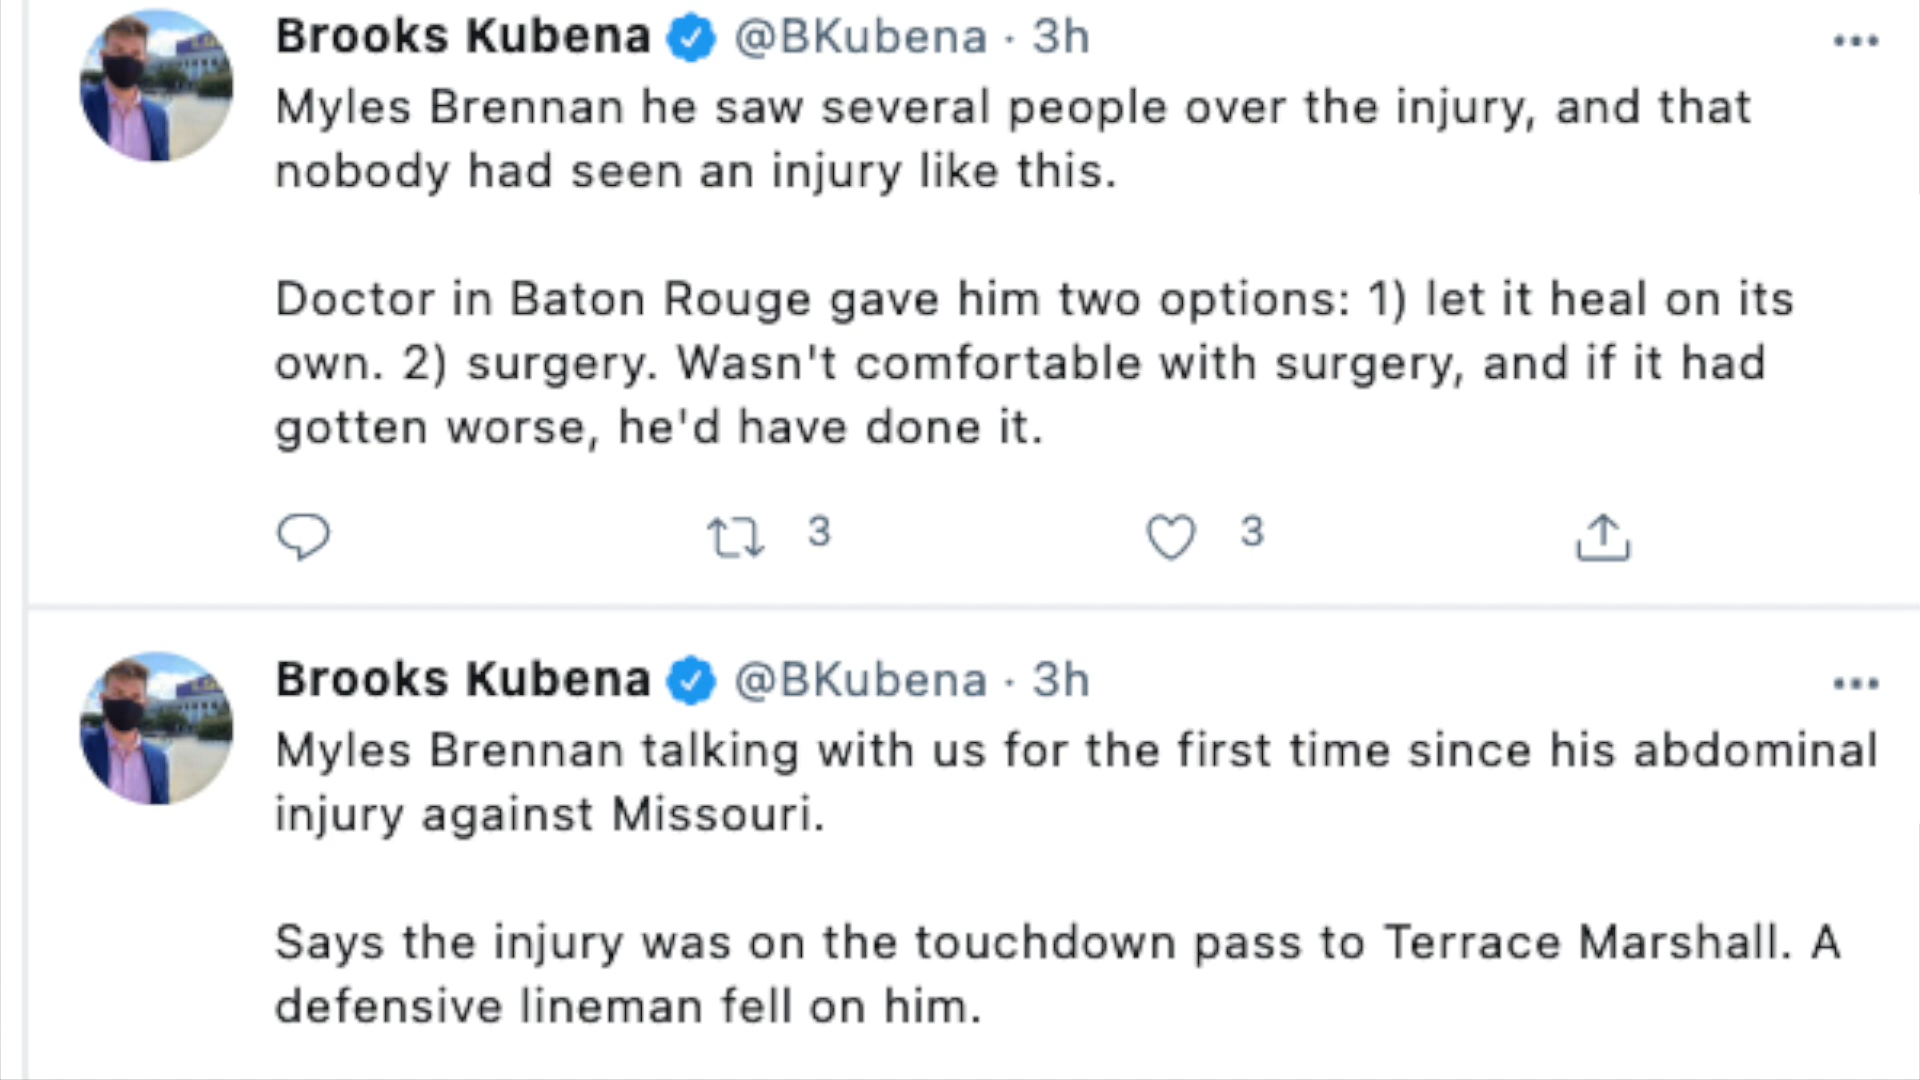 Brooks Kubena @BKubena · 3h
Myles Brennan he saw several people over the injury, and that
nobody had seen an injury like this.
Doctor in Baton Rouge gave him two options: 1) let it heal on its
own. 2) surgery. Wasn't comfortable with surgery, and if it had
gotten worse, he'd have done it.
3 3
Brooks Kubena @BKubena · 3h
Myles Brennan talking with us for the first time since his abdominal
injury against Missouri.
Says the injury was on the touchdown pass to Terrace Marshall. A
defensive lineman fell on him.